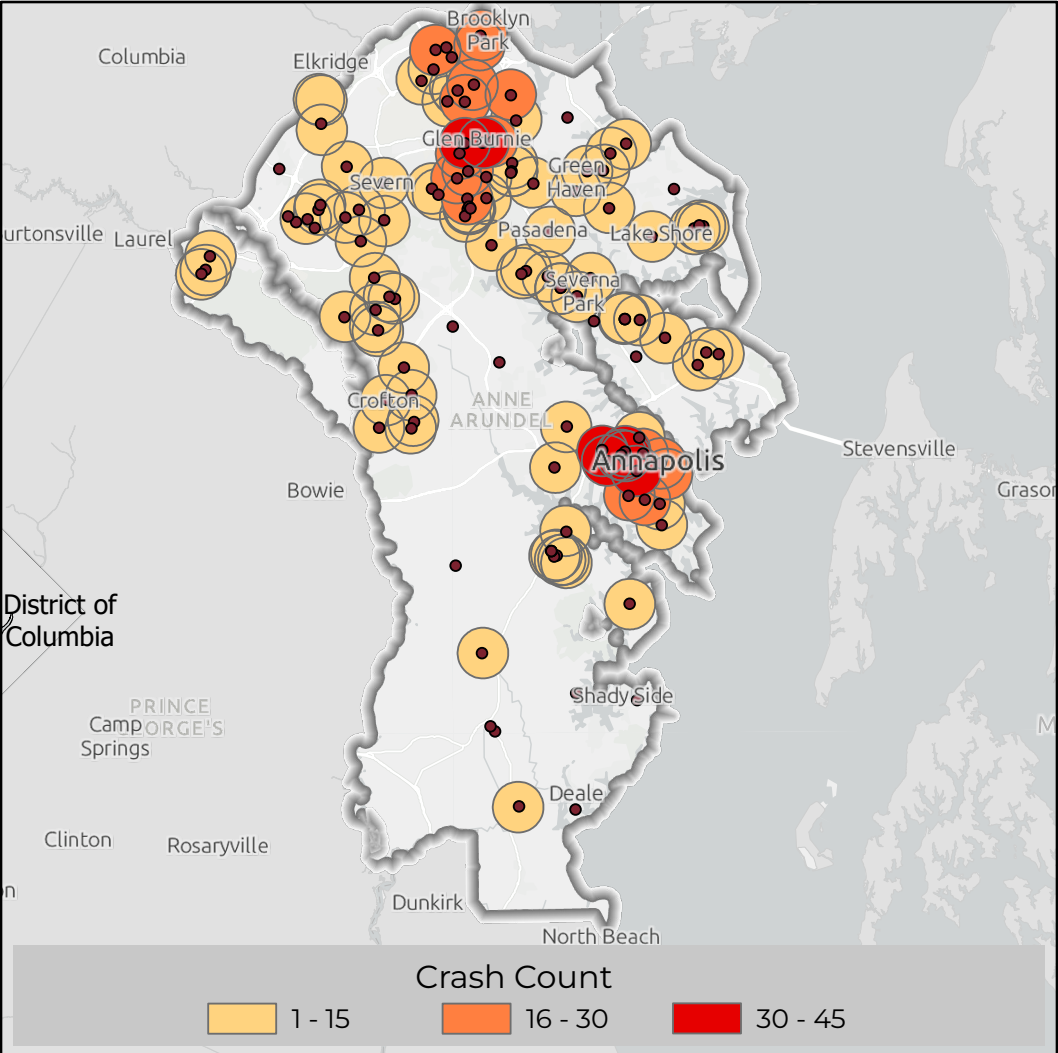 Brooklyn
Park
Columbia
Elkridge
Glen Burnie
Green
Haven
Severn
urtonsville
Laurel
Pasadena
Lake Shore
Severna
Park
Crofton
ANNE
ARUNDEL
Annapolis
Stevensville
Bowie
Grason
District of
Columbia
Shady Side
PRINCE
GEORGE'S
Camp
Springs
M
Deale
Clinton
Rosaryville
on
Dunkirk
North Beach
Crash Count
1 - 15
16 - 30
30 - 45